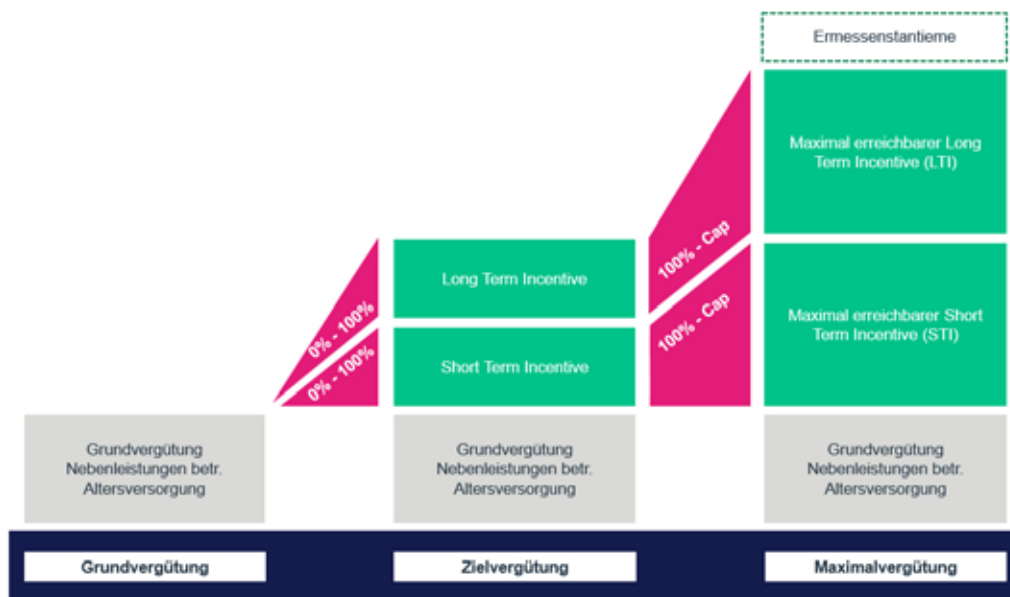 Ermessenstantieme
Maximal erreichbarer Long
Term Incentive (LTI)
100% - Cap
0% - 100%
Long Term Incentive
100% - Cap
Maximal erreichbarer Short
Term Incentive (STI)
0% - 100%
Short Term Incentive
Grundvergütung
Nebenleistungen betr.
Altersversorgung
Grundvergütung
Nebenleistungen betr.
Altersversorgung
Grundvergütung
Nebenleistungen betr.
Altersversorgung
Grundvergütung
Zielvergütung
Maximalvergütung